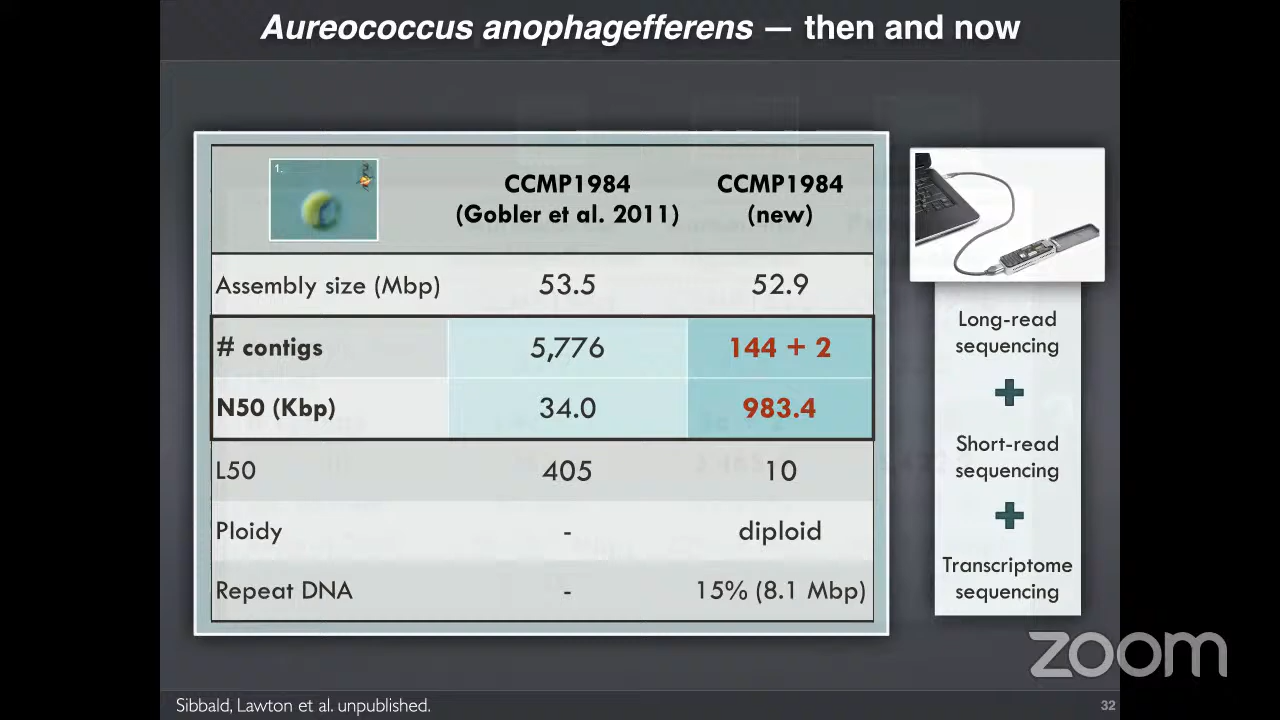 Aureococcus anophagefferens — then and now
1.
CCMP1984
(Gobler et al. 2011)
CCMP1984
(new)
Assembly size (Mbp) 53.5 52.9
# contigs 5,776 144 + 2
N50 (Kbp) 34.0 983.4
L50 405 10
Ploidy - diploid
Repeat DNA - 15% (8.1 Mbp)
Long-read
sequencing
+
Short-read
sequencing
+
Transcriptome
sequencing
zoom
Sibbald, Lawton et al. unpublished.
32